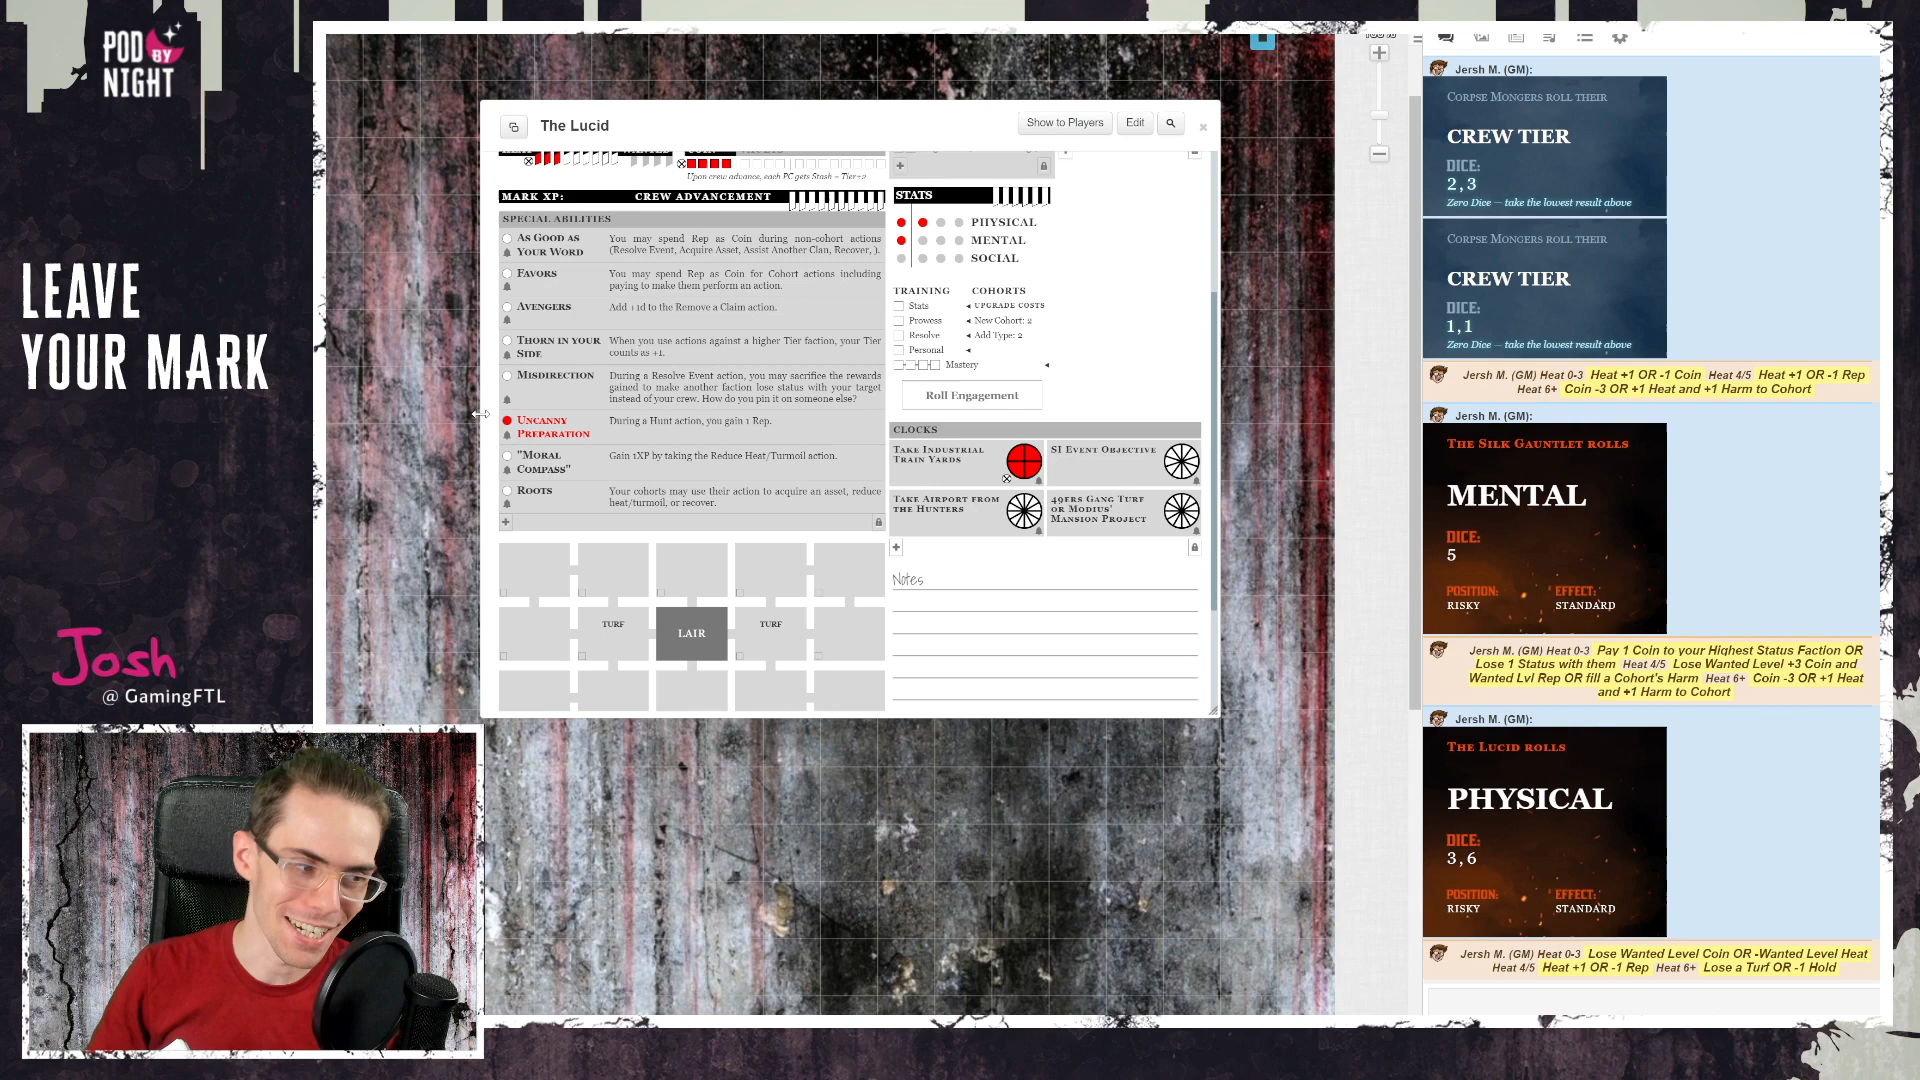 POD
BY
NIGHT
LEAVE
YOUR MARK
Josh
@ GamingFTL
The Lucid
Show to Players
Edit
Upon crew advance, each PC gets Stash = Tier+2
MARK XP:
CREW ADVANCEMENT
SPECIAL ABILITIES
AS GOOD AS
YOUR WORD
You may spend Rep as Coin during non-cohort actions
(Resolve Event, Acquire Asset, Assist Another Clan, Recover, ).
FAVORS
You may spend Rep as Coin for Cohort actions including
paying to make them perform an action.
AVENGERS
Add +1d to the Remove a Claim action.
THORN IN YOUR
SIDE
When you use actions against a higher Tier faction, your Tier
counts as +1.
MISDIRECTION
During a Resolve Event action, you may sacrifice the rewards
gained to make another faction lose status with your target
instead of your crew. How do you pin it on someone else?
UNCANNY
PREPARATION
During a Hunt action, you gain 1 Rep.
"MORAL
COMPASS"
Gain 1XP by taking the Reduce Heat/Turmoil action.
ROOTS
Your cohorts may use their action to acquire an asset, reduce
heat/turmoil, or recover.
TURF
LAIR
TURF
STATS
PHYSICAL
MENTAL
SOCIAL
TRAINING
COHORTS
Stats
UPGRADE COSTS
Prowess
New Cohort: 2
Resolve
Add Type: 2
Personal
Mastery
Roll Engagement
CLOCKS
TAKE INDUSTRIAL
TRAIN YARDS
SI EVENT OBJECTIVE
TAKE AIRPORT FROM
THE HUNTERS
49ERS GANG TURF
OR MODIUS'
MANSION PROJECT
Notes
Jersh M. (GM):
CORPSE MONGERS ROLL THEIR
CREW TIER
DICE:
2,3
Zero Dice — take the lowest result above
CORPSE MONGERS ROLL THEIR
CREW TIER
DICE:
1,1
Zero Dice — take the lowest result above
Jersh M. (GM) Heat 0-3 Heat +1 OR -1 Coin Heat 4/5 Heat +1 OR -1 Rep
Heat 6+ Coin -3 OR +1 Heat and +1 Harm to Cohort
Jersh M. (GM):
THE SILK GAUNTLET ROLLS
MENTAL
DICE:
5
POSITION:
EFFECT:
RISKY
STANDARD
Jersh M. (GM) Heat 0-3 Pay 1 Coin to your Highest Status Faction OR
Lose 1 Status with them Heat 4/5 Lose Wanted Level +3 Coin and
Wanted Lvl Rep OR fill a Cohort's Harm Heat 6+ Coin -3 OR +1 Heat
and +1 Harm to Cohort
Jersh M. (GM):
THE LUCID ROLLS
PHYSICAL
DICE:
3,6
POSITION:
EFFECT:
RISKY
STANDARD
Jersh M. (GM) Heat 0-3 Lose Wanted Level Coin OR -Wanted Level Heat
Heat 4/5 Heat +1 OR -1 Rep Heat 6+ Lose a Turf OR -1 Hold